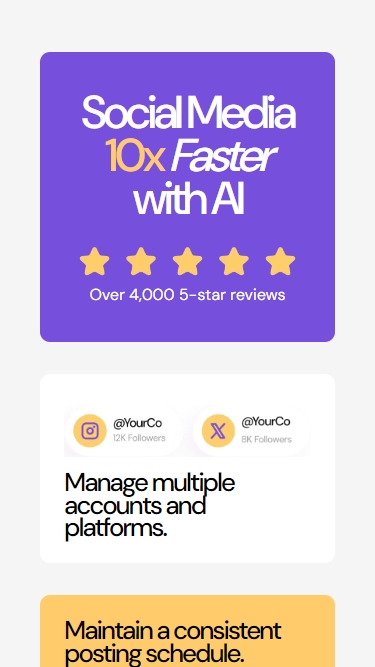 Social Media
10x Faster
with AI
Over 4,000 5-star reviews
@YourCo
12K Followers
@YourCo
8K Followers
Manage multiple
accounts and
platforms.
Maintain a consistent
posting schedule.